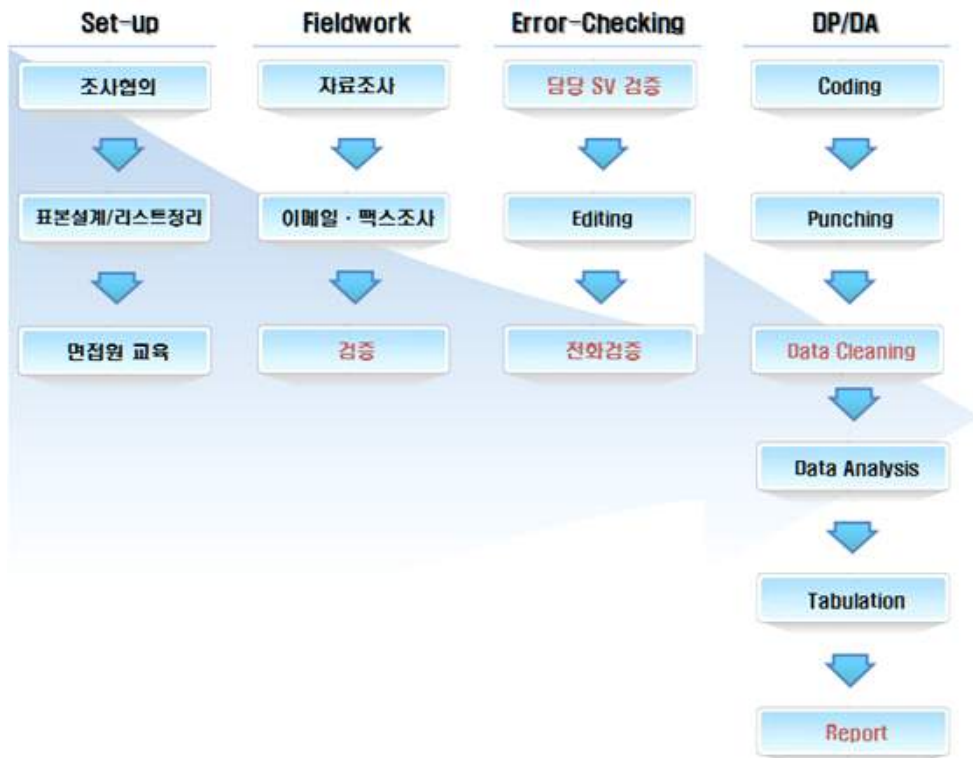 Set-up
Fieldwork
Error-Checking
DP/DA
조사협의
자료조사
담당 SV 검증
Coding
표본설계/리스트정리
이메일 · 팩스조사
Editing
Punching
면접원 교육
검증
전화검증
Data Cleaning
Data Analysis
Tabulation
Report